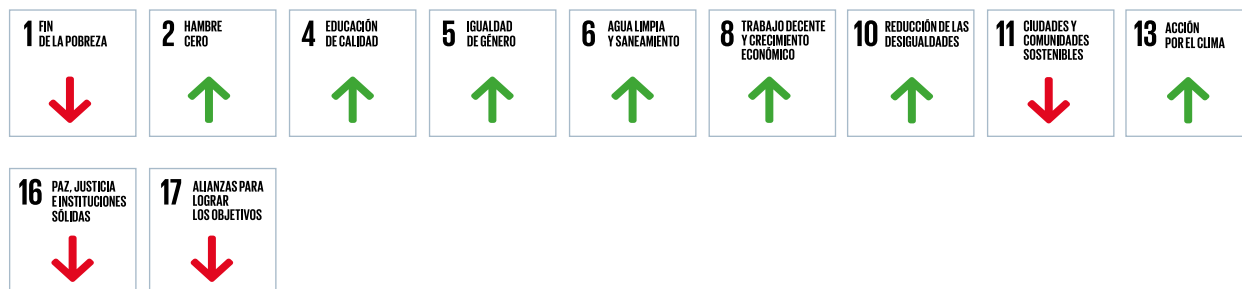 1 FIN
DE LA POBREZA
2 HAMBRE
CERO
4 EDUCACIÓN
DE CALIDAD
5 IGUALDAD
DE GÉNERO
6 AGUA LIMPIA
Y SANEAMIENTO
8 TRABAJO DECENTE
Y CRECIMIENTO
ECONÓMICO
10 REDUCCIÓN DE LAS
DESIGUALDADES
11 CIUDADES Y
COMUNIDADES
SOSTENIBLES
13 ACCIÓN
POR EL CLIMA
16 PAZ, JUSTICIA
E INSTITUCIONES
SÓLIDAS
17 ALIANZAS PARA
LOGRAR
LOS OBJETIVOS